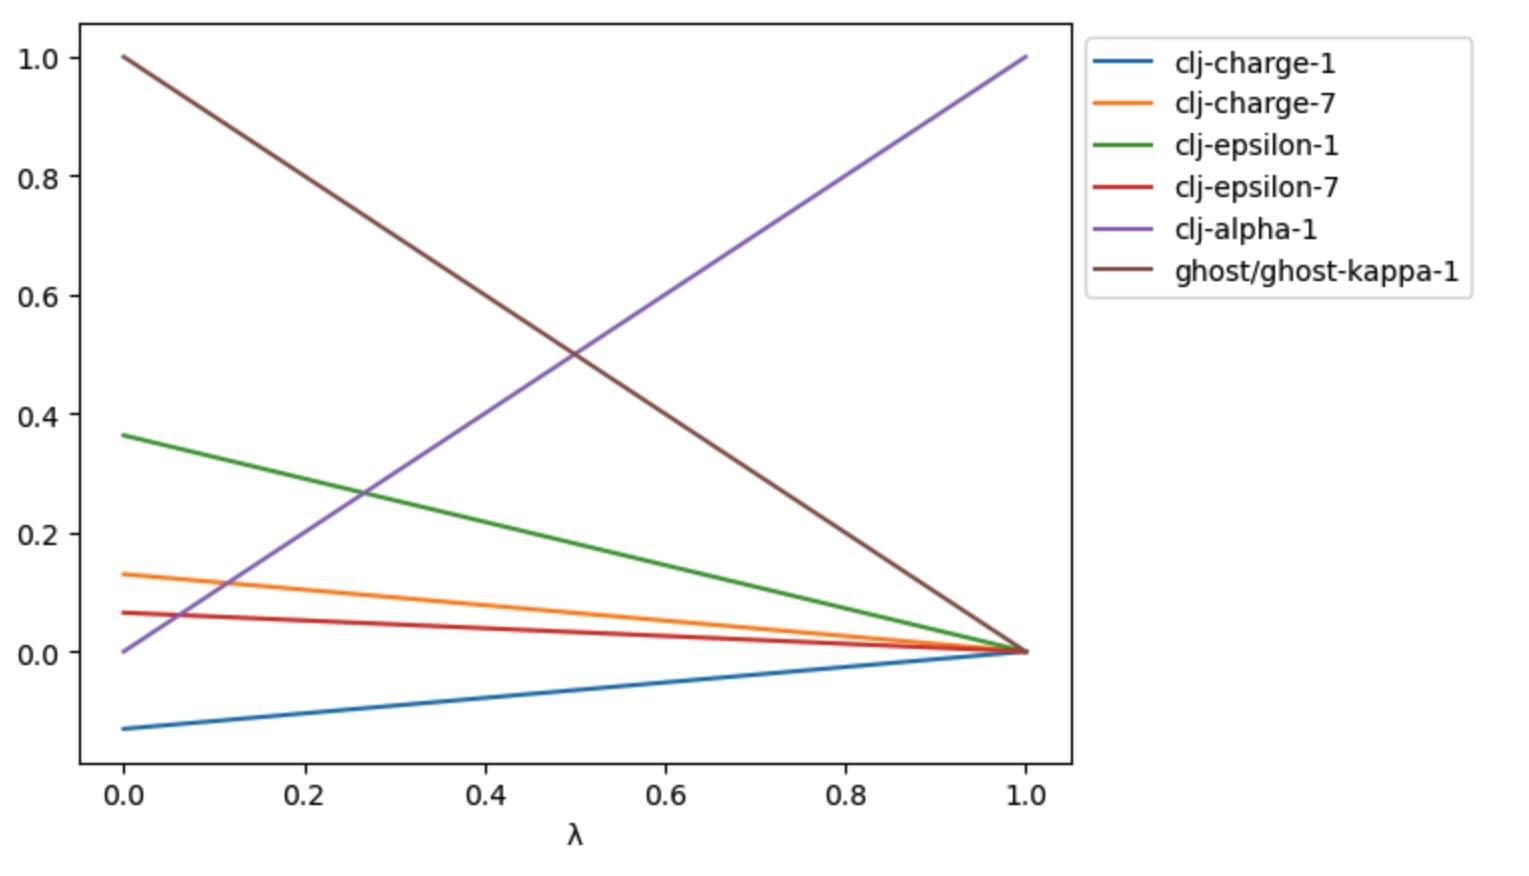 1.0
0.8
0.6
0.4
0.2
0.0
0.0 0.2 0.4 0.6 0.8 1.0
λ
clj-charge-1
clj-charge-7
clj-epsilon-1
clj-epsilon-7
clj-alpha-1
ghost/ghost-kappa-1